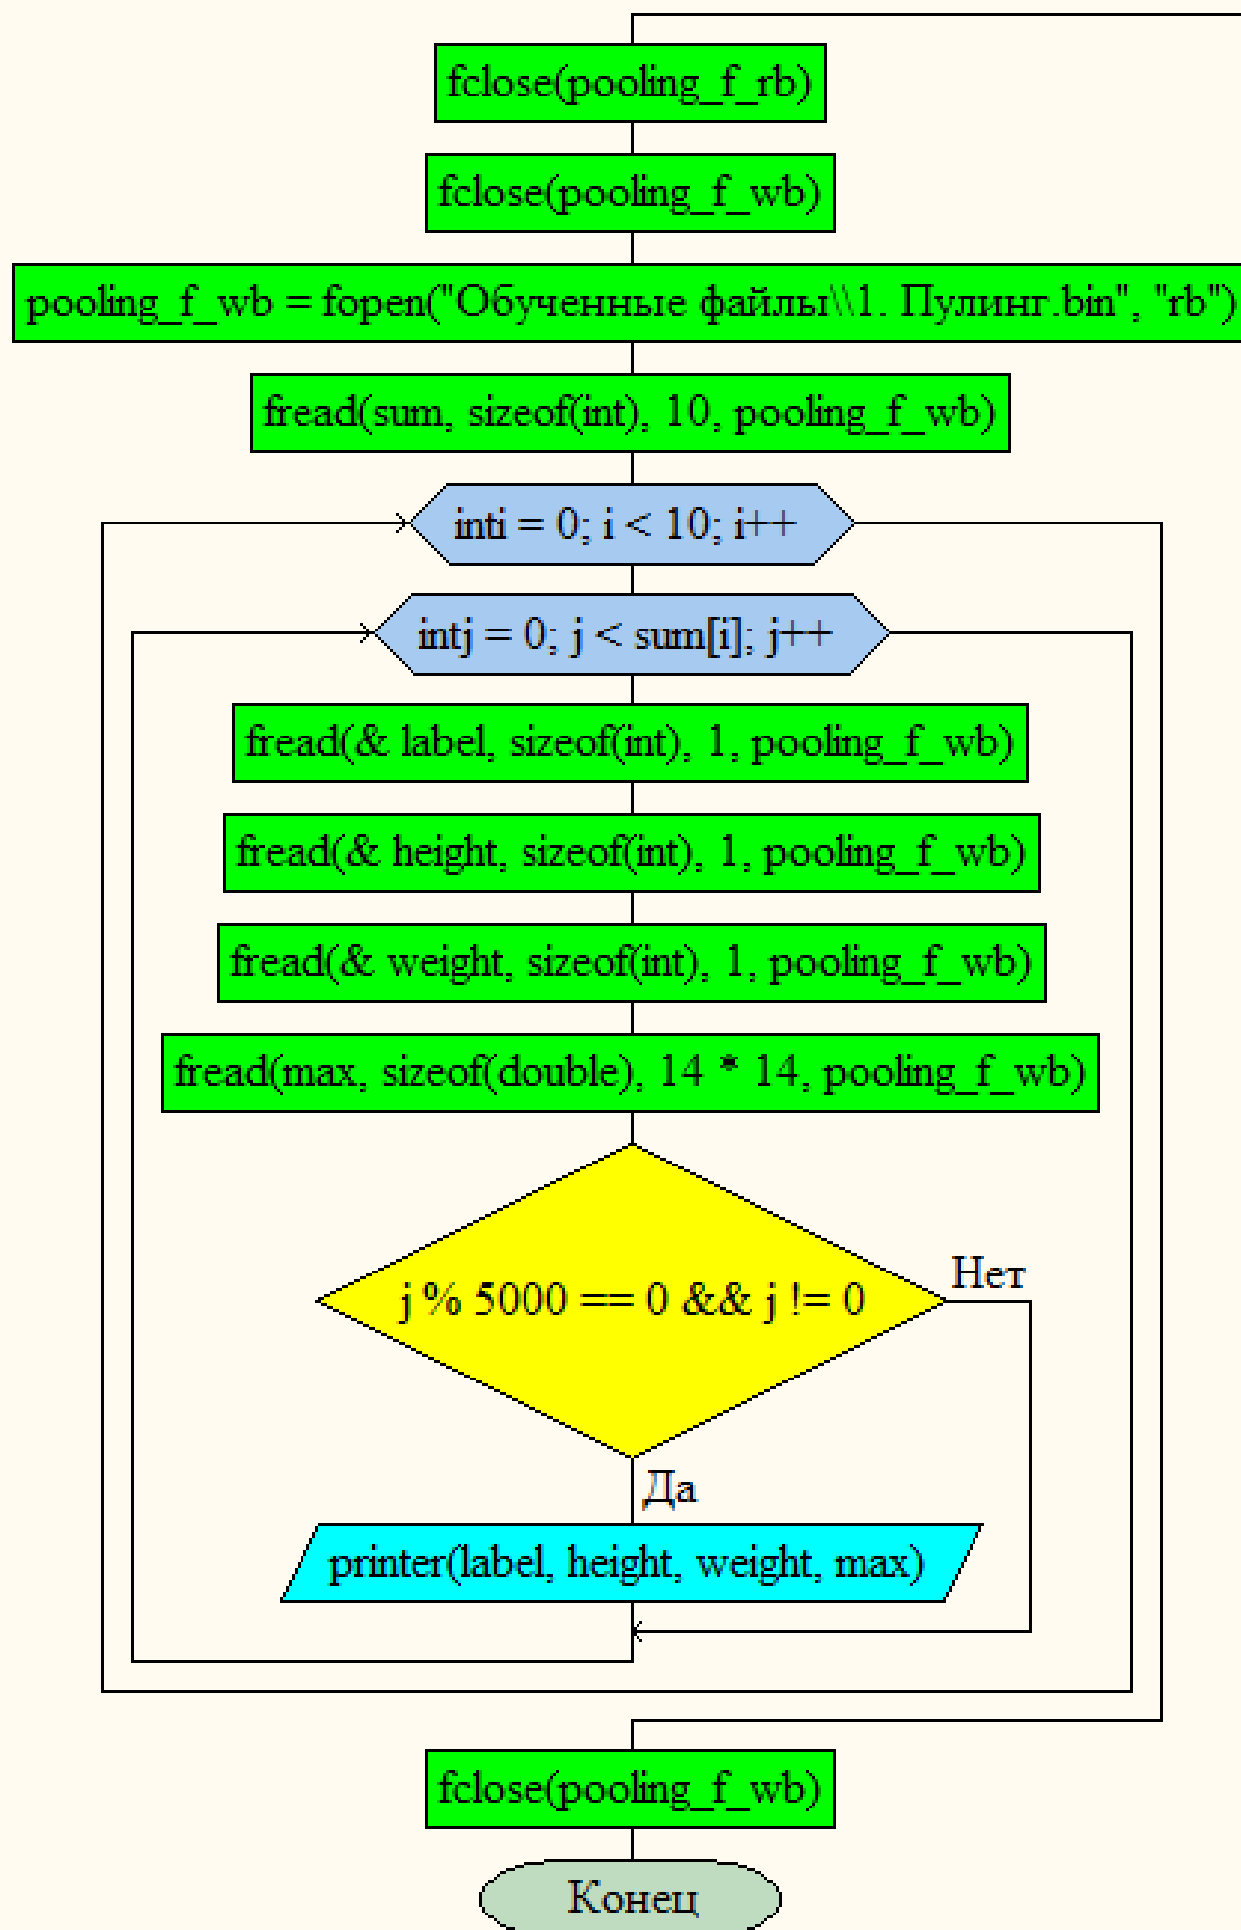 fclose(pooling_f_rb)
fclose(pooling_f_wb)
pooling_f_wb = fopen("Обученные файлы\\1. Пулинг.bin", "rb")
fread(sum, sizeof(int), 10, pooling_f_wb)
inti = 0; i < 10; i++
intj = 0; j < sum[i]; j++
fread(& label, sizeof(int), 1, pooling_f_wb)
fread(& height, sizeof(int), 1, pooling_f_wb)
fread(& weight, sizeof(int), 1, pooling_f_wb)
fread(max, sizeof(double), 14 * 14, pooling_f_wb)
Нет
j % 5000 == 0 && j != 0
Да
printer(label, height, weight, max)
fclose(pooling_f_wb)
Конец